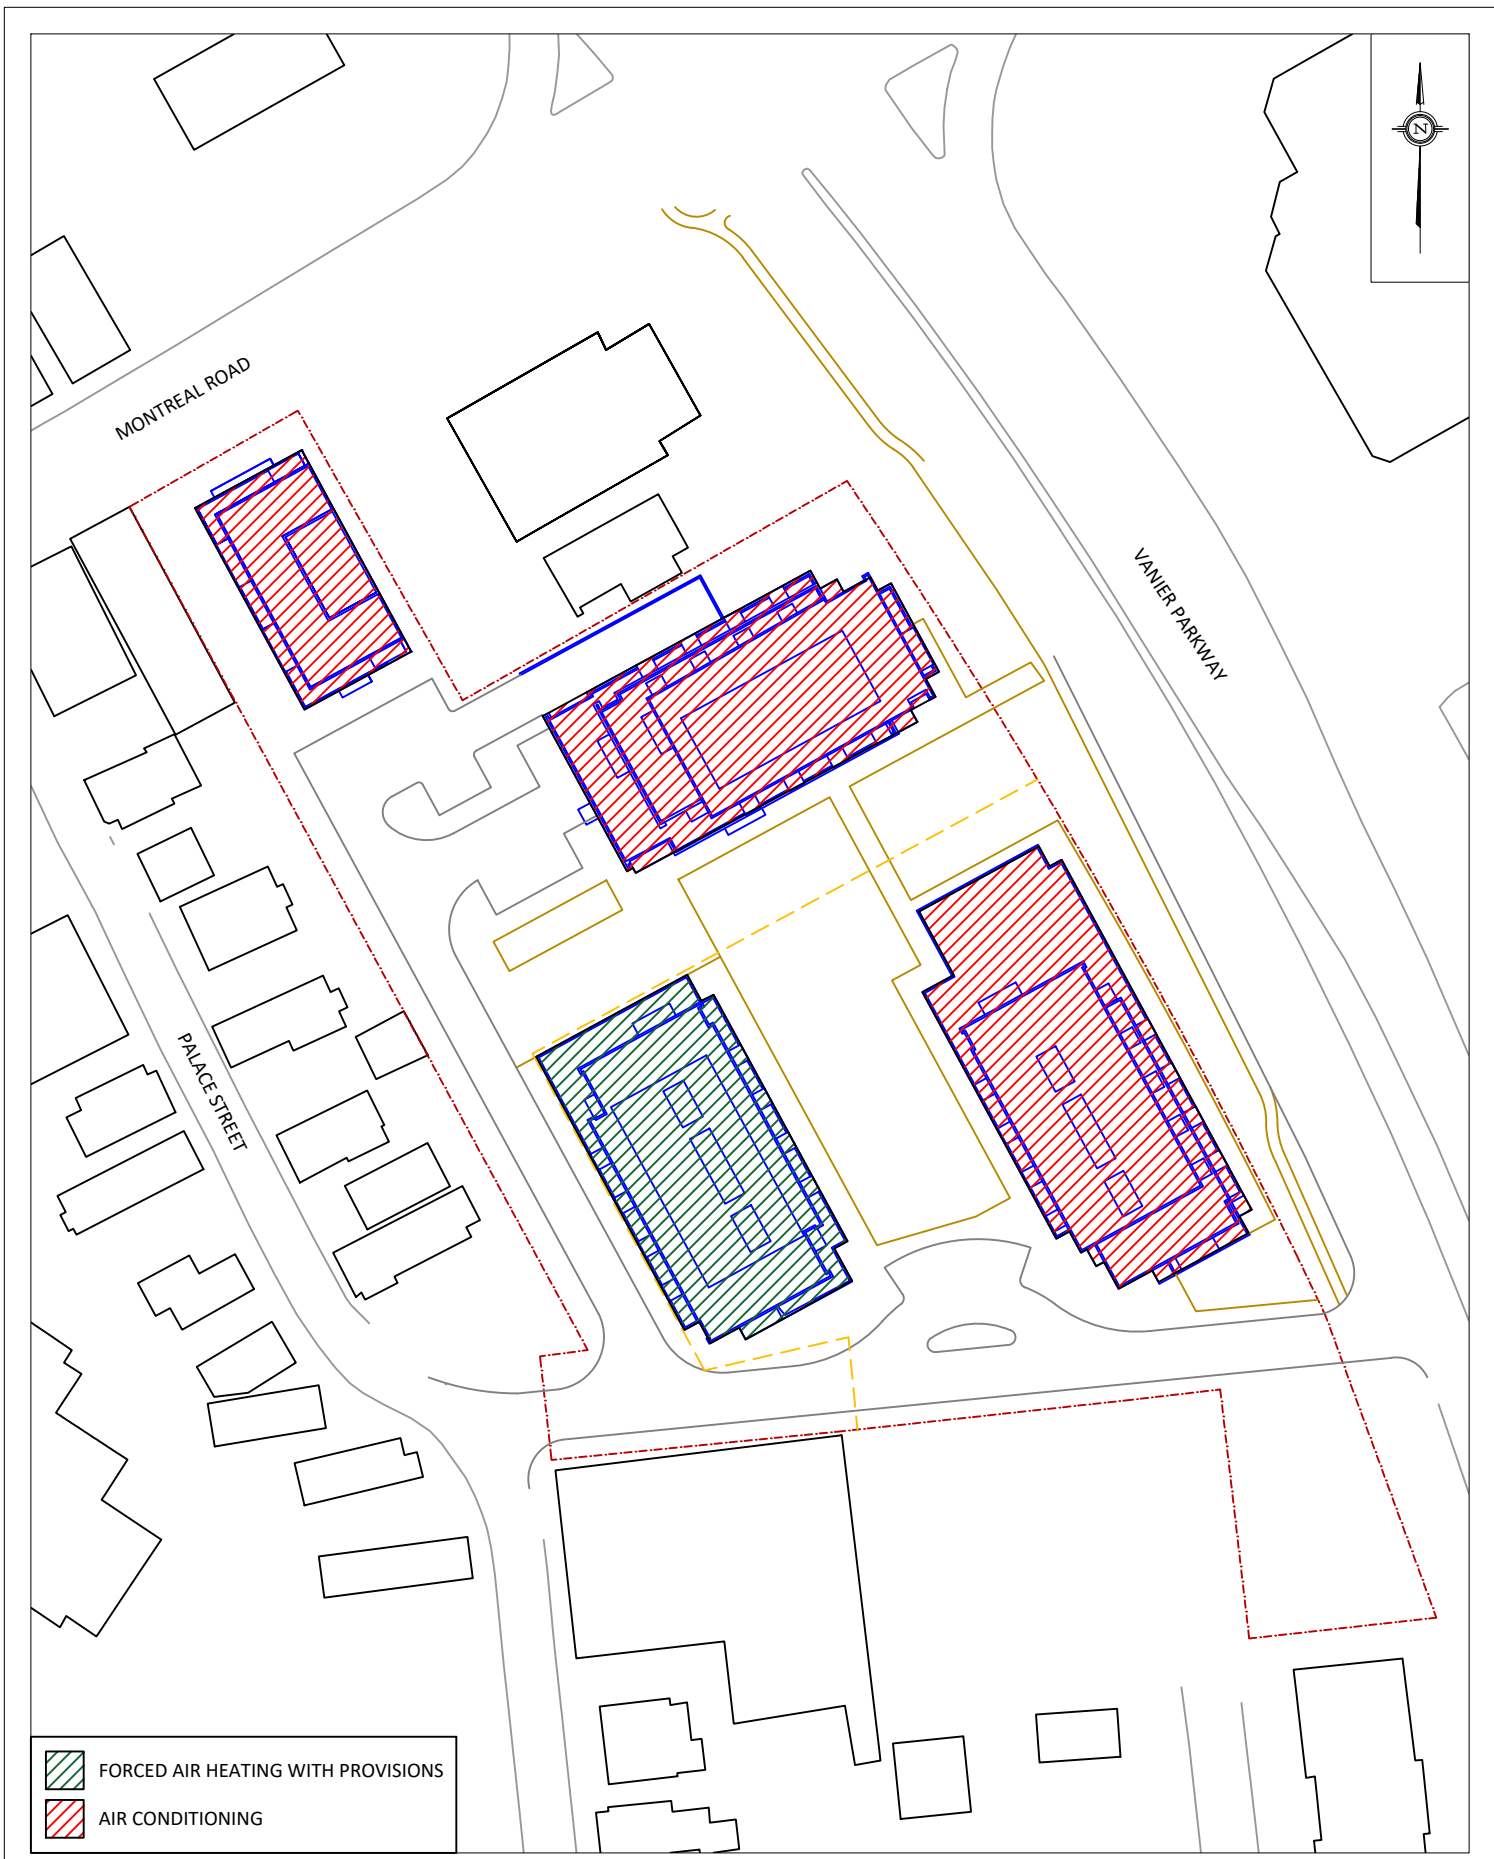 N
MONTREAL ROAD
VANIER PARKWAY
PALACE STREET
FORCED AIR HEATING WITH PROVISIONS
AIR CONDITIONING